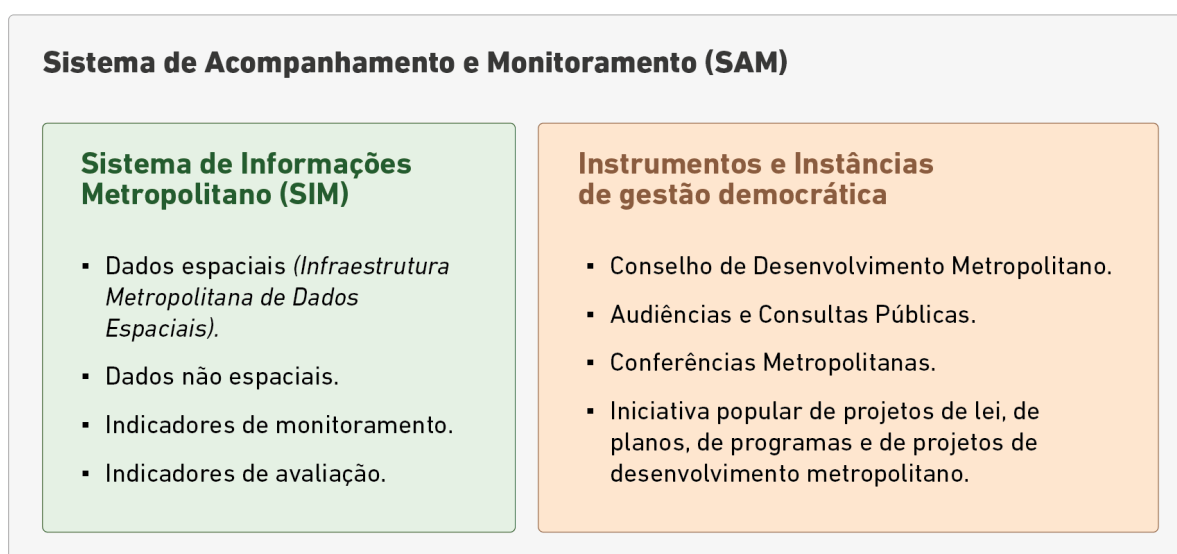 Sistema de Acompanhamento e Monitoramento (SAM)
Sistema de Informações
Metropolitano (SIM)
▪ Dados espaciais (Infraestrutura
Metropolitana de Dados
Espaciais).
▪ Dados não espaciais.
▪ Indicadores de monitoramento.
▪ Indicadores de avaliação.
Instrumentos e Instâncias
de gestão democrática
▪ Conselho de Desenvolvimento Metropolitano.
▪ Audiências e Consultas Públicas.
▪ Conferências Metropolitanas.
▪ Iniciativa popular de projetos de lei, de
planos, de programas e de projetos de
desenvolvimento metropolitano.